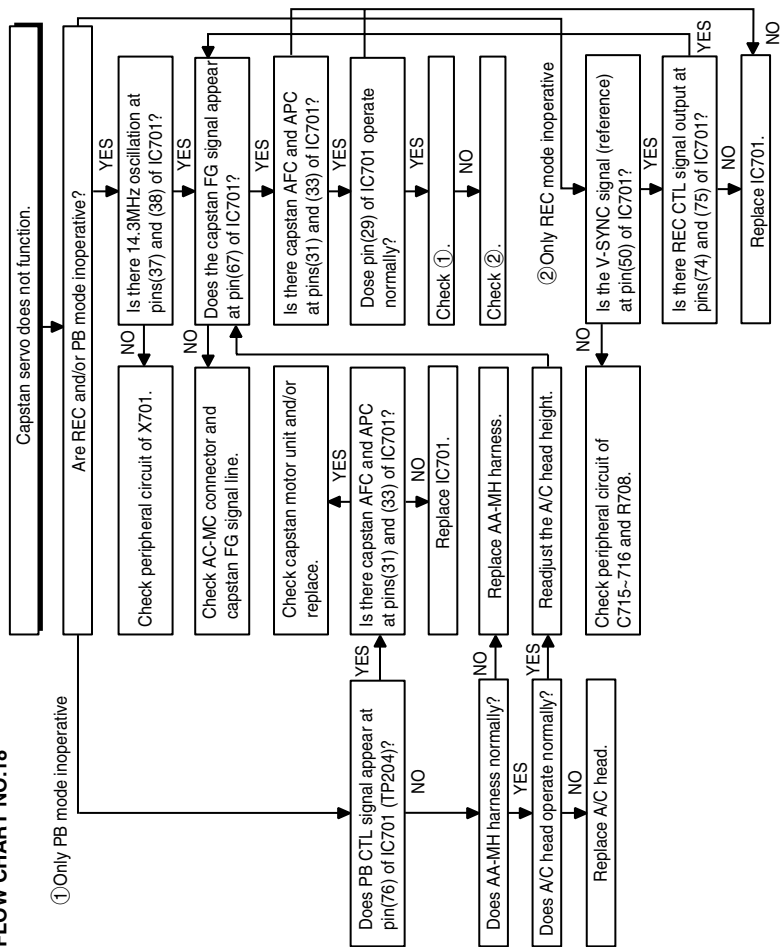 FLOW CHART NO.18
Capstan servo does not function.
Are REC and/or PB mode inoperative?
①Only PB mode inoperative
YES
②Only REC mode inoperative
Is there 14.3MHz oscillation at
pins(37) and (38) of IC701?
NO
Check peripheral circuit of X701.
YES
Does the capstan FG signal appear
at pin(67) of IC701?
NO
Check AC-MC connector and
capstan FG signal line.
YES
Is there capstan AFC and APC
at pins(31) and (33) of IC701?
YES
Dose pin(29) of IC701 operate
normally?
YES
Check ①.
NO
Check ②.
Check capstan motor unit and/or
replace.
YES
Does PB CTL signal appear at
pin(76) of IC701 (TP204)?
YES
Is there capstan AFC and APC
at pins(31) and (33) of IC701?
NO
Replace IC701.
NO
Does AA-MH harness normally?
NO
Replace AA-MH harness.
YES
Does A/C head operate normally?
YES
Readjust the A/C head height.
NO
Replace A/C head.
Is the V-SYNC signal (reference)
at pin(50) of IC701?
NO
Check peripheral circuit of
C715~716 and R708.
YES
Is there REC CTL signal output at
pins(74) and (75) of IC701?
YES
NO
Replace IC701.
NO